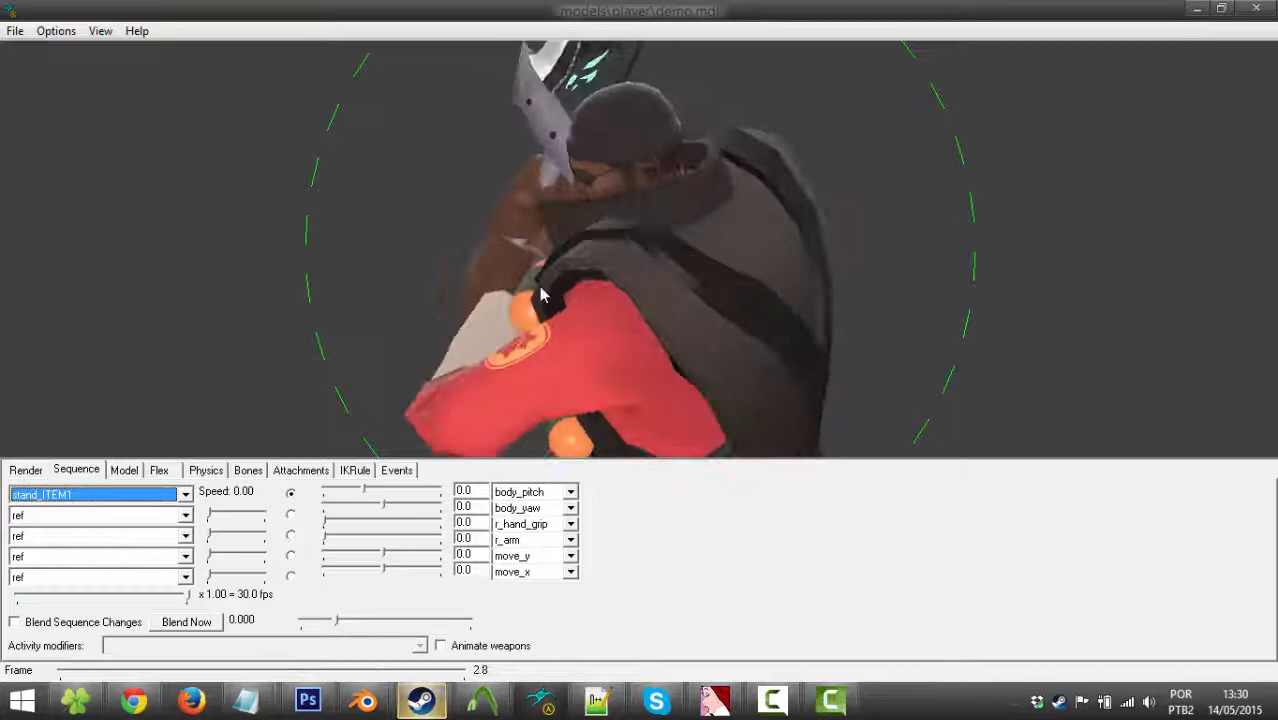 models\player\demo.mdl
File Options View Help
Render Sequence Model Flex Physics Bones Attachments IKRule Events
stand_ITEM1 Speed: 0.00 0.0 body_pitch
ref 0.0 body_yaw
ref 0.0 r_hand_grip
0.0 r_arm
ref 0.0 move_y
ref 0.0 move_x
x 1.00 = 30.0 fps
Blend Sequence Changes Blend Now 0.000
Activity modifiers: Animate weapons
Frame 2.8
Ps
POR 13:30
PTB2 14/05/2015